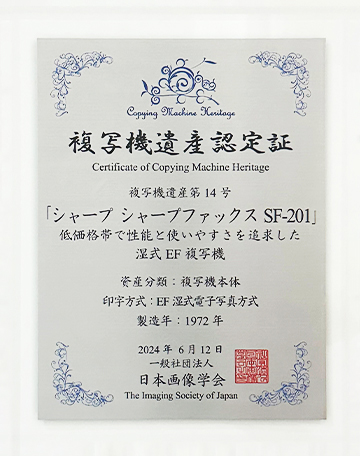 Copying Machine Heritage
複写機遺産認定証
Certificate of Copying Machine Heritage
複写機遺産第14号
「シャープ シャープファックス SF-201」
低価格帯で性能と使いやすさを追求した
湿式EF複写機
資産分類：複写機本体
印字方式：EF湿式電子写真方式
製造年：1972年
2024年 6月12日
一般社団法人
日本画像学会
The Imaging Society of Japan